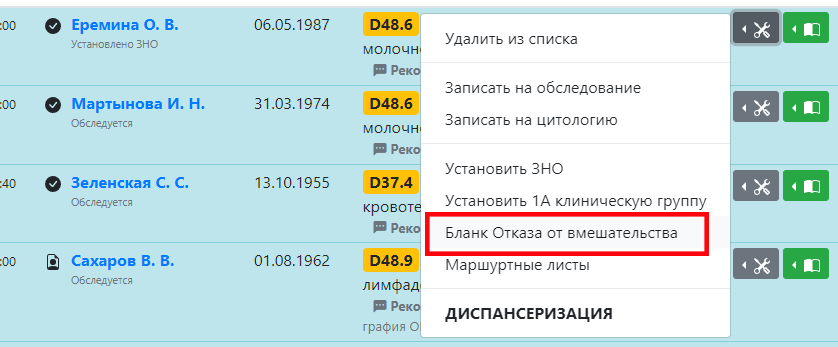 :00 Еремина О. В. 06.05.1987 D48.6
Установлено ЗНО
молочн
Реко
:00 Мартынова И. Н. 31.03.1974 D48.6
Обследуется
молочн
Реко
:40 Зеленская С. С. 13.10.1955 D37.4
Обследуется
кровоте
Реко
:00 Сахаров В. В. 01.08.1962 D48.9
Обследуется
лимфад
Реко
графия О
Удалить из списка
Записать на обследование
Записать на цитологию
Установить ЗНО
Установить 1А клиническую группу
Бланк Отказа от вмешательства
Маршрутные листы
ДИСПАНСЕРИЗАЦИЯ